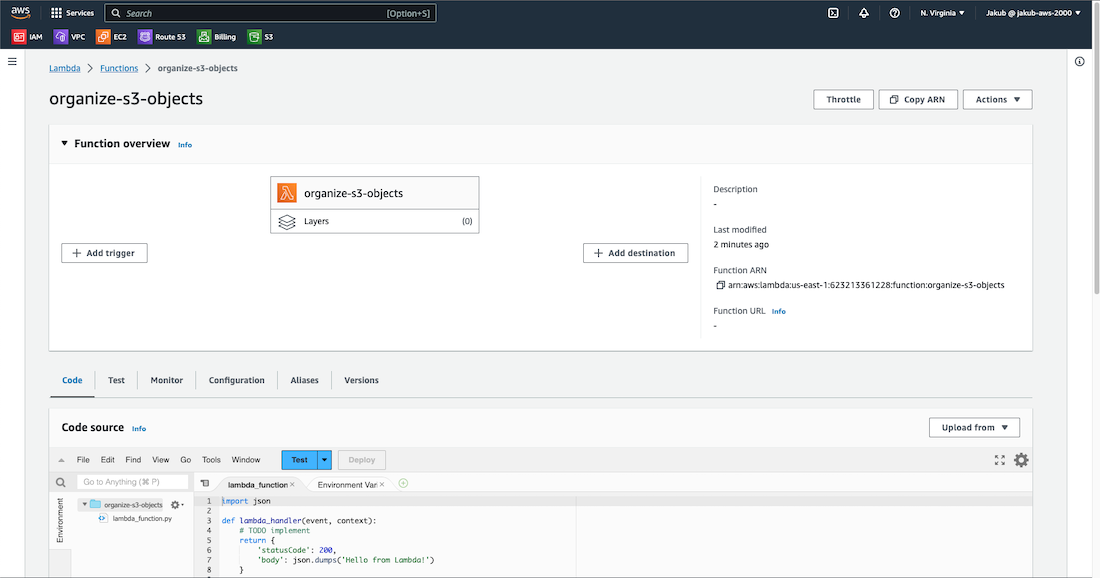 aws Services Search [Option+S] N. Virginia ▼ Jakub @ jakub-aws-2000 ▼
IAM VPC EC2 Route 53 Billing S3
Lambda > Functions > organize-s3-objects
organize-s3-objects Throttle Copy ARN Actions ▼
▼ Function overview Info
organize-s3-objects
Layers (0)
+ Add trigger
+ Add destination
Description
-
Last modified
2 minutes ago
Function ARN
arn:aws:lambda:us-east-1:623213361228:function:organize-s3-objects
Function URL Info
-
Code Test Monitor Configuration Aliases Versions
Code source Info Upload from ▼
File Edit Find View Go Tools Window Test Deploy
Go to Anything (⌘ P) lambda_function × Environment Vari ×
Environment
organize-s3-objects
lambda_function.py
1 import json
2
3 def lambda_handler(event, context):
4 # TODO implement
5 return {
6 'statusCode': 200,
7 'body': json.dumps('Hello from Lambda!')
8 }